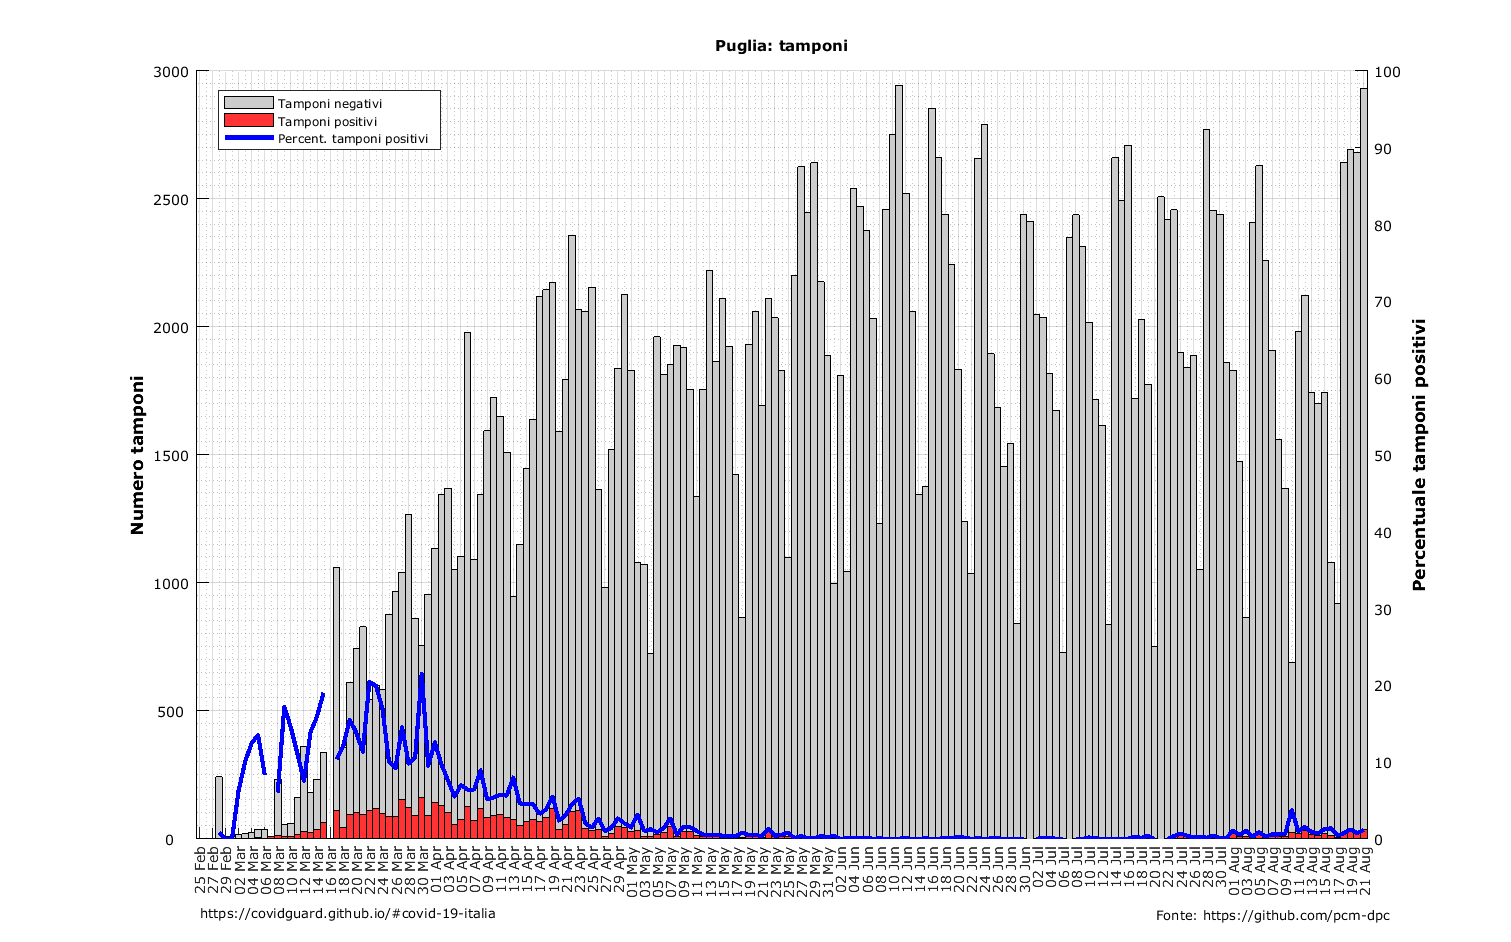 Puglia: tamponi
Tamponi negativi
Tamponi positivi
Percent. tamponi positivi
Numero tamponi
3000
2500
2000
1500
1000
500
0
Percentuale tamponi positivi
100
90
80
70
60
50
40
30
20
10
0
25 Feb
27 Feb
29 Feb
02 Mar
04 Mar
06 Mar
08 Mar
10 Mar
12 Mar
14 Mar
16 Mar
18 Mar
20 Mar
22 Mar
24 Mar
26 Mar
28 Mar
30 Mar
01 Apr
03 Apr
05 Apr
07 Apr
09 Apr
11 Apr
13 Apr
15 Apr
17 Apr
19 Apr
21 Apr
23 Apr
25 Apr
27 Apr
29 Apr
01 May
03 May
05 May
07 May
09 May
11 May
13 May
15 May
17 May
19 May
21 May
23 May
25 May
27 May
29 May
31 May
02 Jun
04 Jun
06 Jun
08 Jun
10 Jun
12 Jun
14 Jun
16 Jun
18 Jun
20 Jun
22 Jun
24 Jun
26 Jun
28 Jun
30 Jun
02 Jul
04 Jul
06 Jul
08 Jul
10 Jul
12 Jul
14 Jul
16 Jul
18 Jul
20 Jul
22 Jul
24 Jul
26 Jul
28 Jul
30 Jul
01 Aug
03 Aug
05 Aug
07 Aug
09 Aug
11 Aug
13 Aug
15 Aug
17 Aug
19 Aug
21 Aug
https://covidguard.github.io/#covid-19-italia
Fonte: https://github.com/pcm-dpc